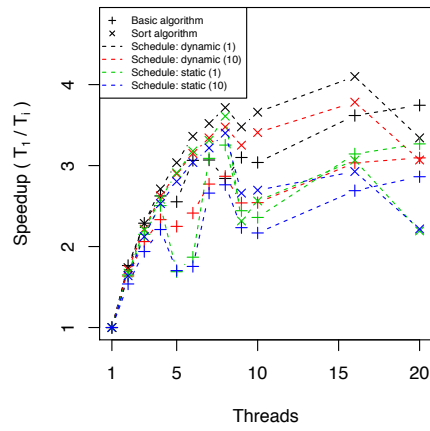 Basic algorithm
Sort algorithm
Schedule: dynamic (1)
Schedule: dynamic (10)
Schedule: static (1)
Schedule: static (10)
Speedup ( T1 / Ti )
4
3
2
1
1 5 10 15 20
Threads